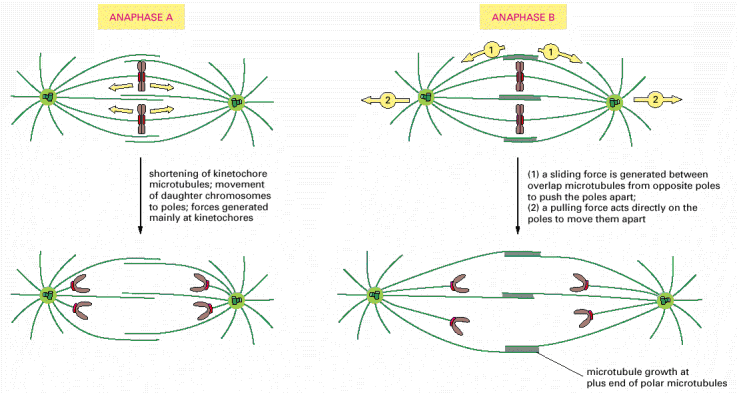 ANAPHASE A
shortening of kinetochore
microtubules; movement
of daughter chromosomes
to poles; forces generated
mainly at kinetochores
ANAPHASE B
1
1
2
2
(1) a sliding force is generated between
overlap microtubules from opposite poles
to push the poles apart;
(2) a pulling force acts directly on the
poles to move them apart
microtubule growth at
plus end of polar microtubules